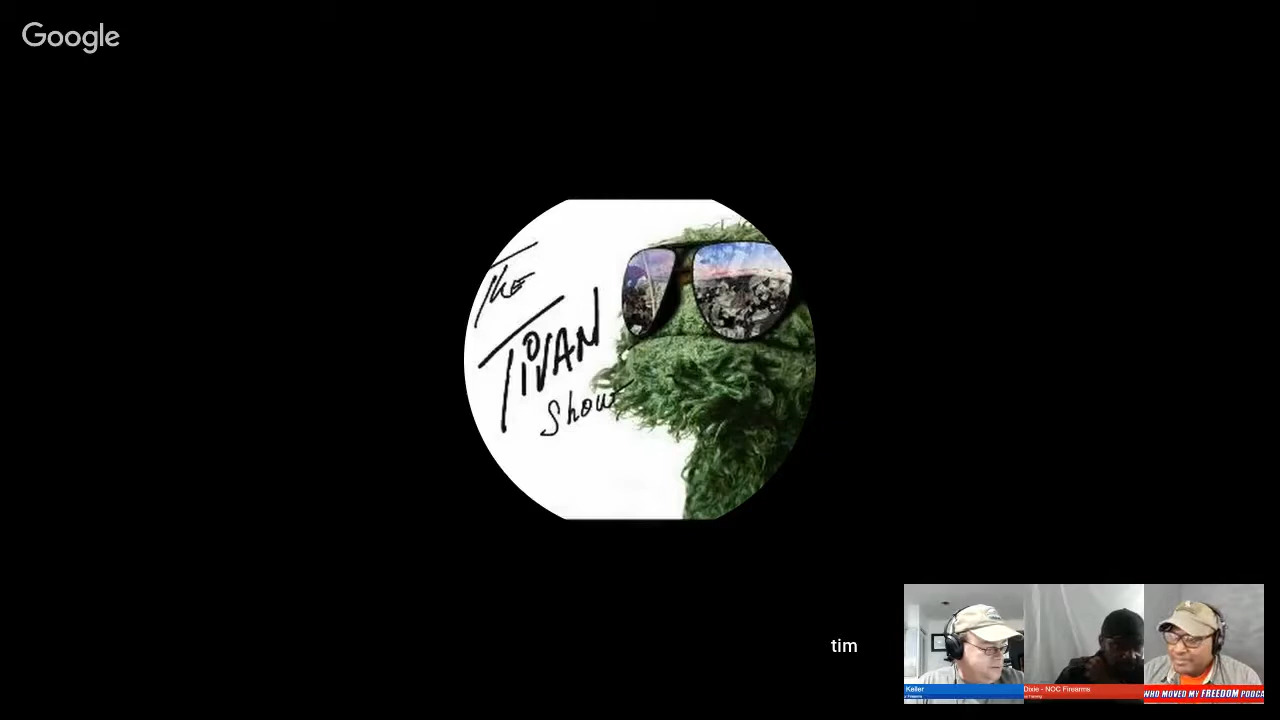 Google
The
TiVAN
Show
tim
Keller
Dixie - NOC Firearms
WHO MOVED MY FREEDOM PODCA